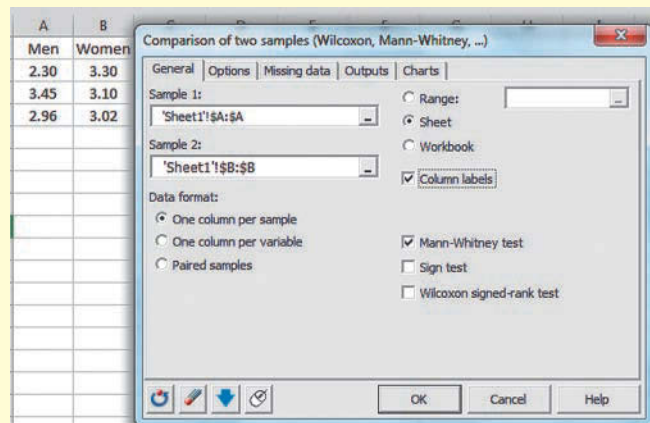 A B
Men Women
2.30 3.30
3.45 3.10
2.96 3.02
Comparison of two samples (Wilcoxon, Mann-Whitney, ...)
General Options Missing data Outputs Charts
Sample 1:
'Sheet1'!$A:$A
Sample 2:
'Sheet1'!$B:$B
Data format:
One column per sample
One column per variable
Paired samples
Range:
Sheet
Workbook
Column labels
Mann-Whitney test
Sign test
Wilcoxon signed-rank test
OK Cancel Help